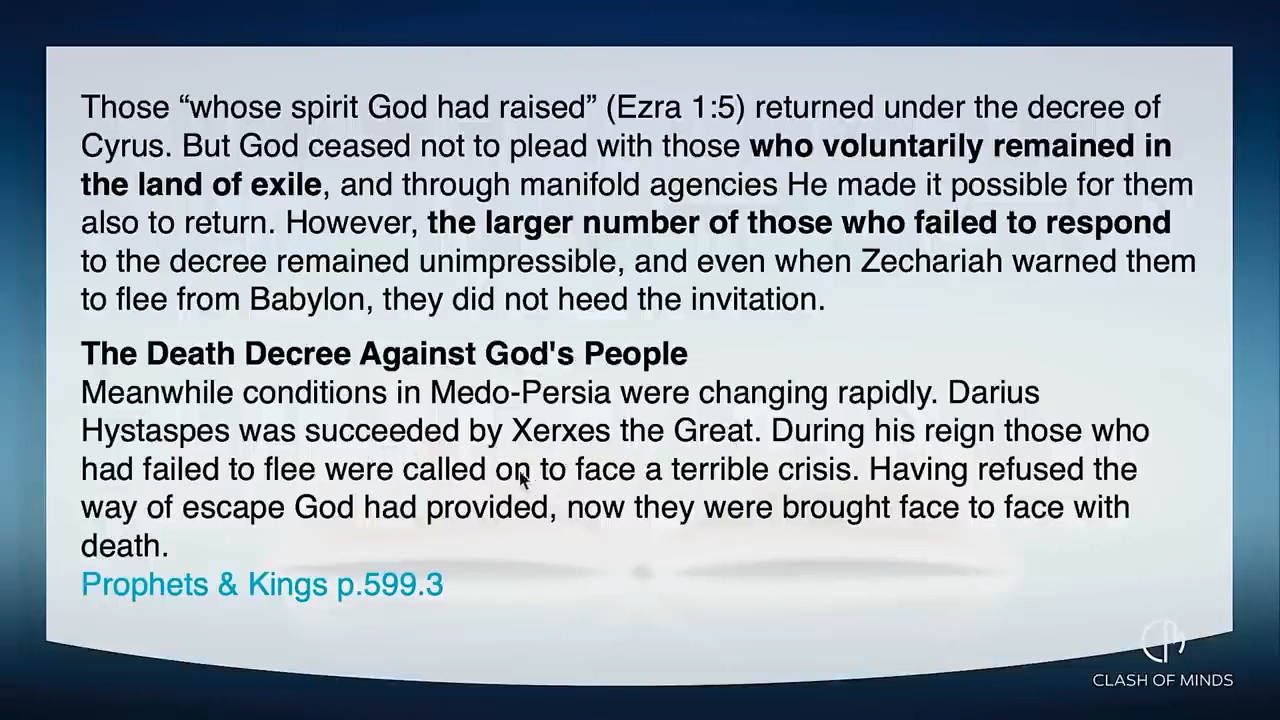 Those “whose spirit God had raised” (Ezra 1:5) returned under the decree of
Cyrus. But God ceased not to plead with those who voluntarily remained in
the land of exile, and through manifold agencies He made it possible for them
also to return. However, the larger number of those who failed to respond
to the decree remained unimpressible, and even when Zechariah warned them
to flee from Babylon, they did not heed the invitation.
The Death Decree Against God's People
Meanwhile conditions in Medo-Persia were changing rapidly. Darius
Hystaspes was succeeded by Xerxes the Great. During his reign those who
had failed to flee were called on to face a terrible crisis. Having refused the
way of escape God had provided, now they were brought face to face with
death.
Prophets & Kings p.599.3
CLASH OF MINDS